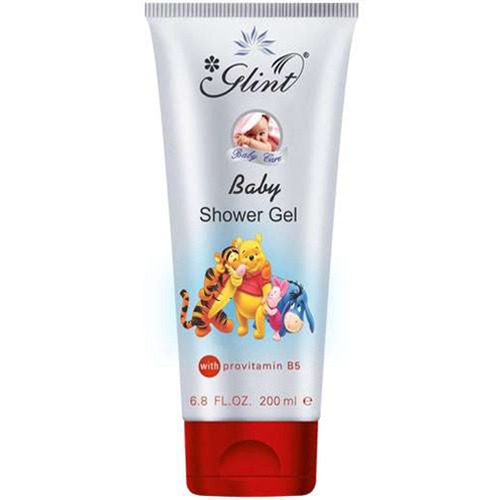 Glint®
Baby Care
Baby
Shower Gel
with provitamin B5
6.8 FL.OZ. 200 ml ℮